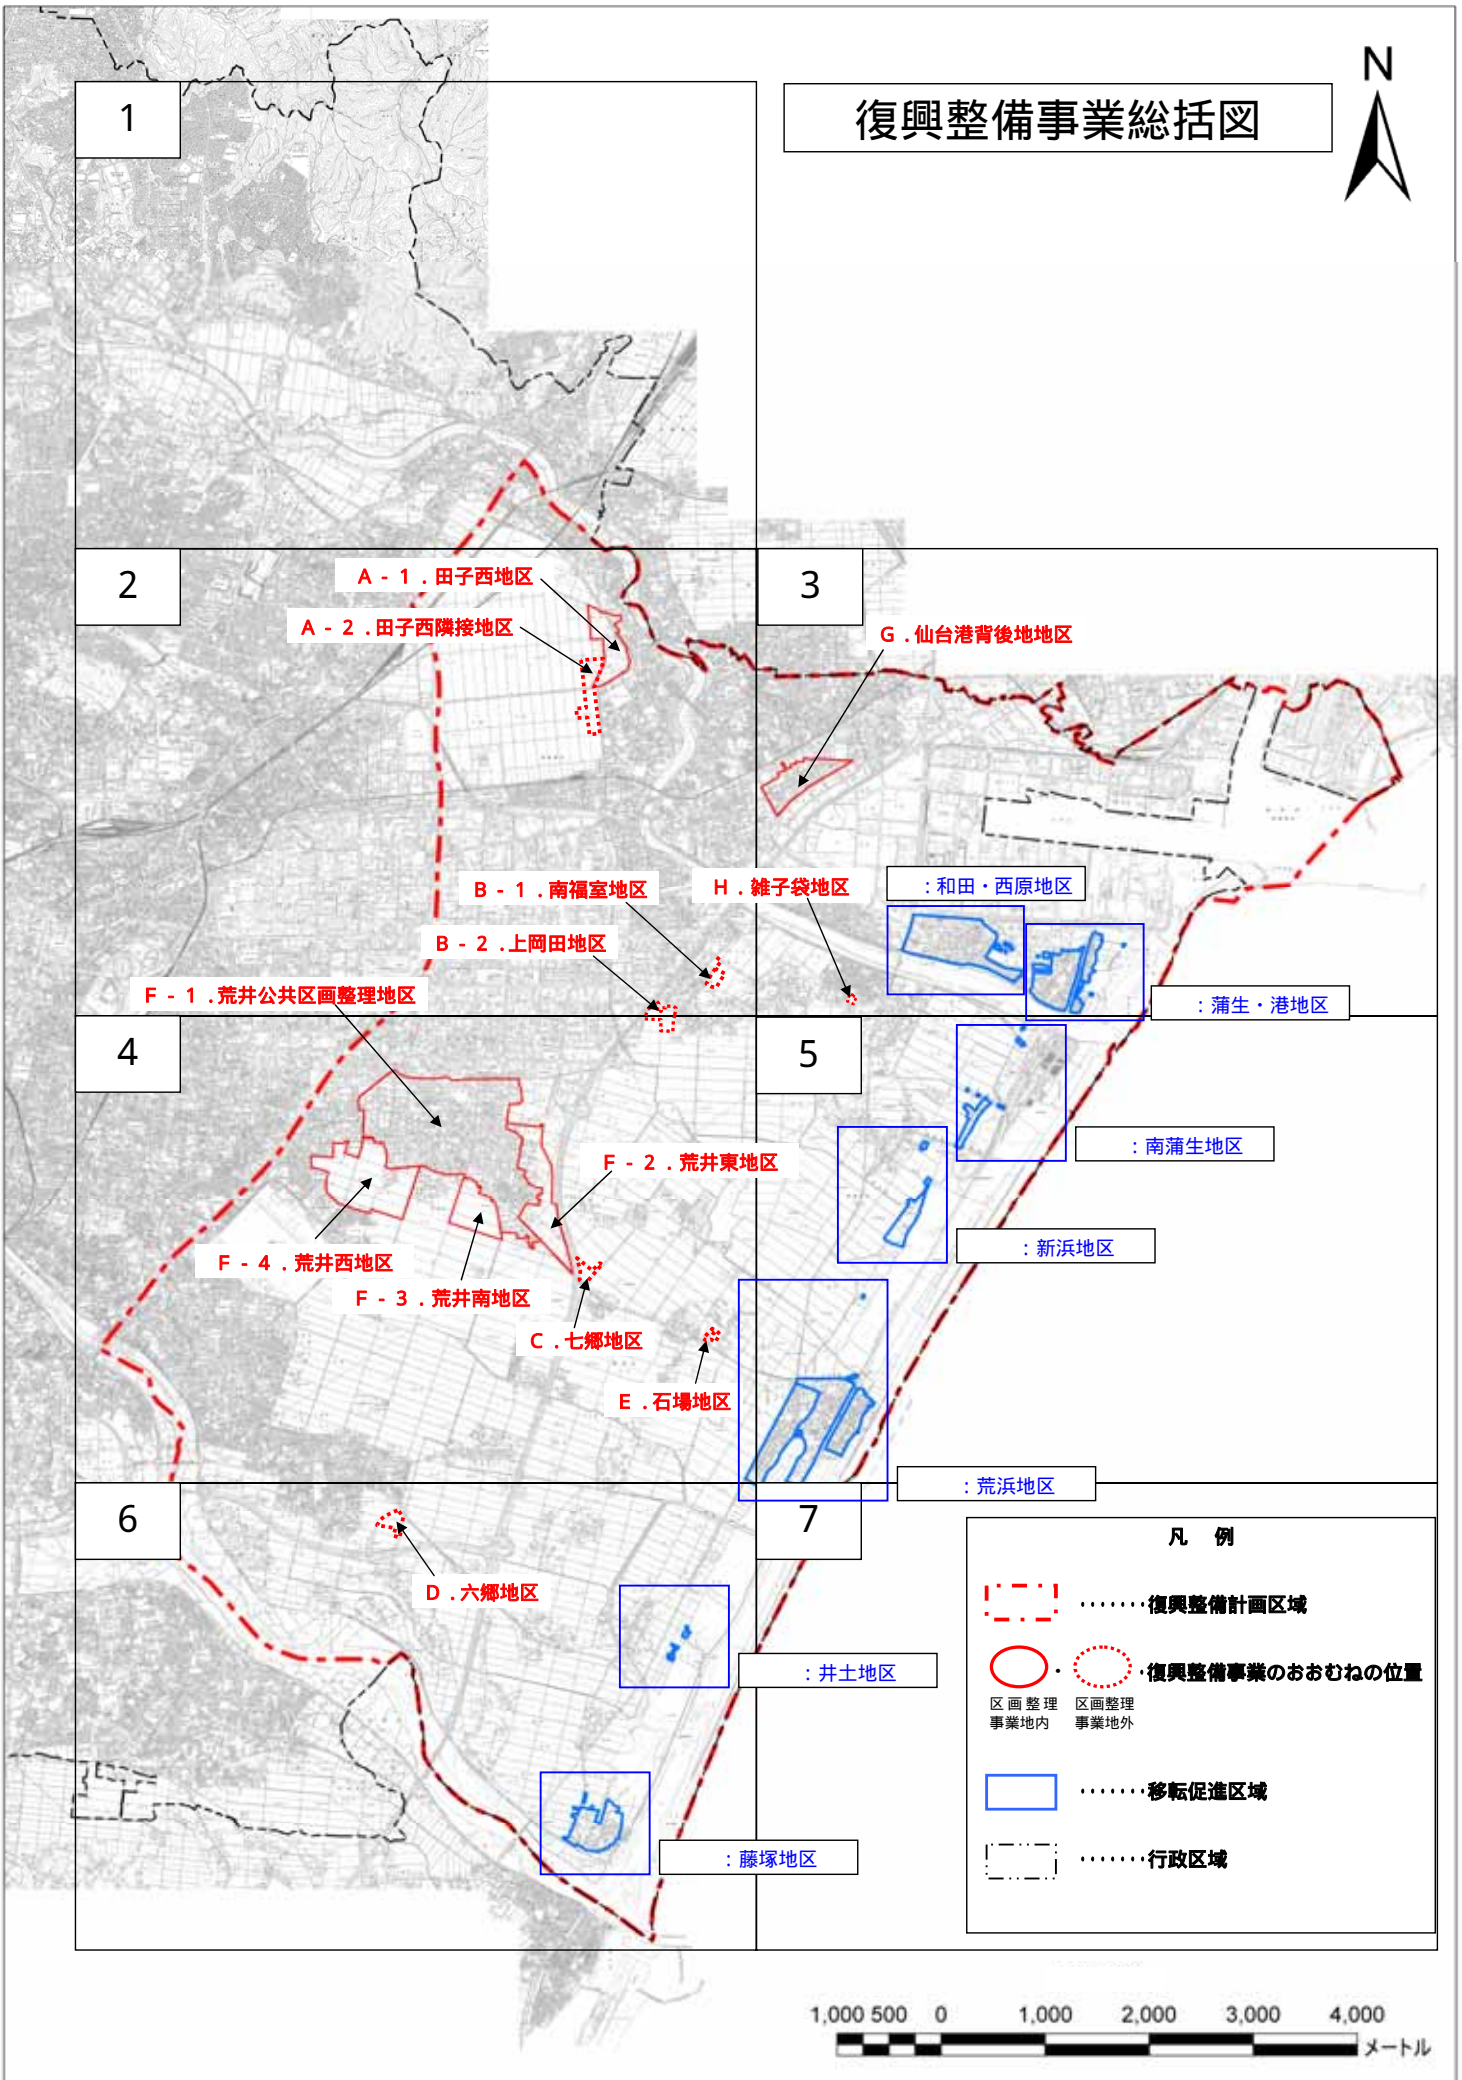 復興整備事業総括図
N
1
2
3
A-1.田子西地区
A-2.田子西隣接地区
G.仙台港背後地地区
B-1.南福室地区
H.雑子袋地区
:和田・西原地区
B-2.上岡田地区
F-1.荒井公共区画整理地区
:蒲生・港地区
4
5
:南蒲生地区
F-2.荒井東地区
:新浜地区
F-4.荒井西地区
F-3.荒井南地区
C.七郷地区
E.石場地区
:荒浜地区
6
7
D.六郷地区
:井土地区
:藤塚地区
凡 例
・・・・・・・復興整備計画区域
・ ・復興整備事業のおおむねの位置
区画整理 区画整理
事業地内 事業地外
・・・・・・・移転促進区域
・・・・・・・行政区域
1,000 500 0 1,000 2,000 3,000 4,000
メートル